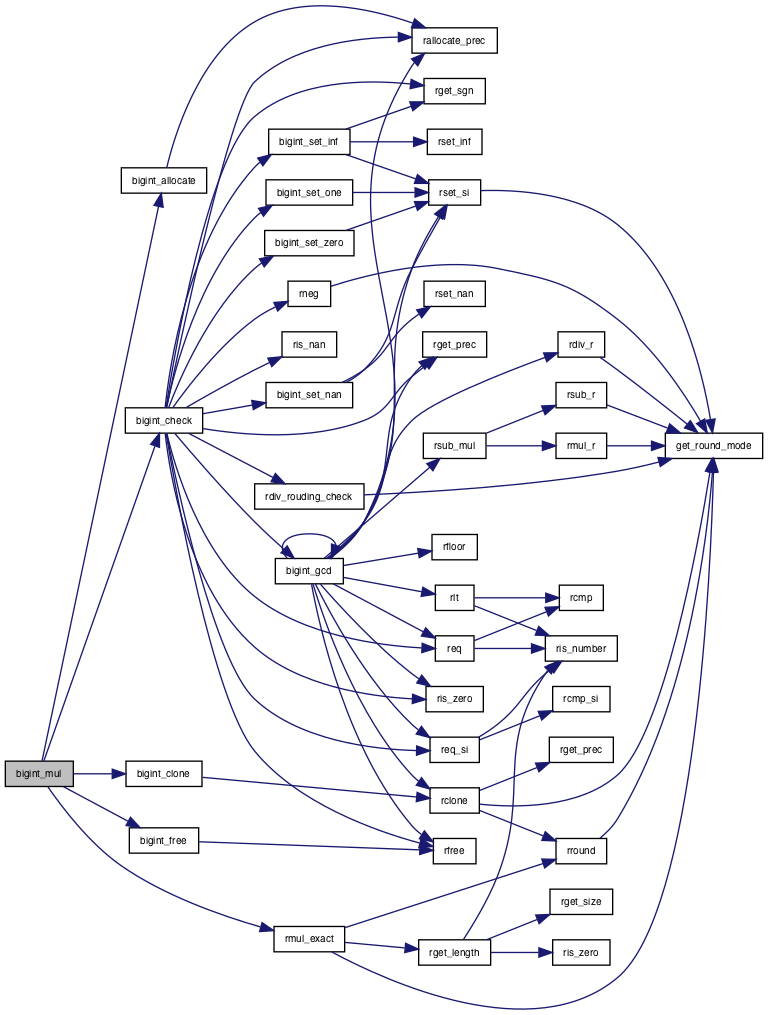 rallocate_prec
rget_sgn
bigint_set_inf
rset_inf
bigint_allocate
bigint_set_one
rset_si
bigint_set_zero
rneg
rset_nan
ris_nan
rget_prec
rdiv_r
bigint_set_nan
rsub_r
bigint_check
rsub_mul
rmul_r
get_round_mode
rdiv_rouding_check
rfloor
bigint_gcd
rlt
rcmp
req
ris_number
ris_zero
rcmp_si
req_si
rget_prec
bigint_mul
bigint_clone
rclone
bigint_free
rfree
rround
rget_size
rmul_exact
rget_length
ris_zero